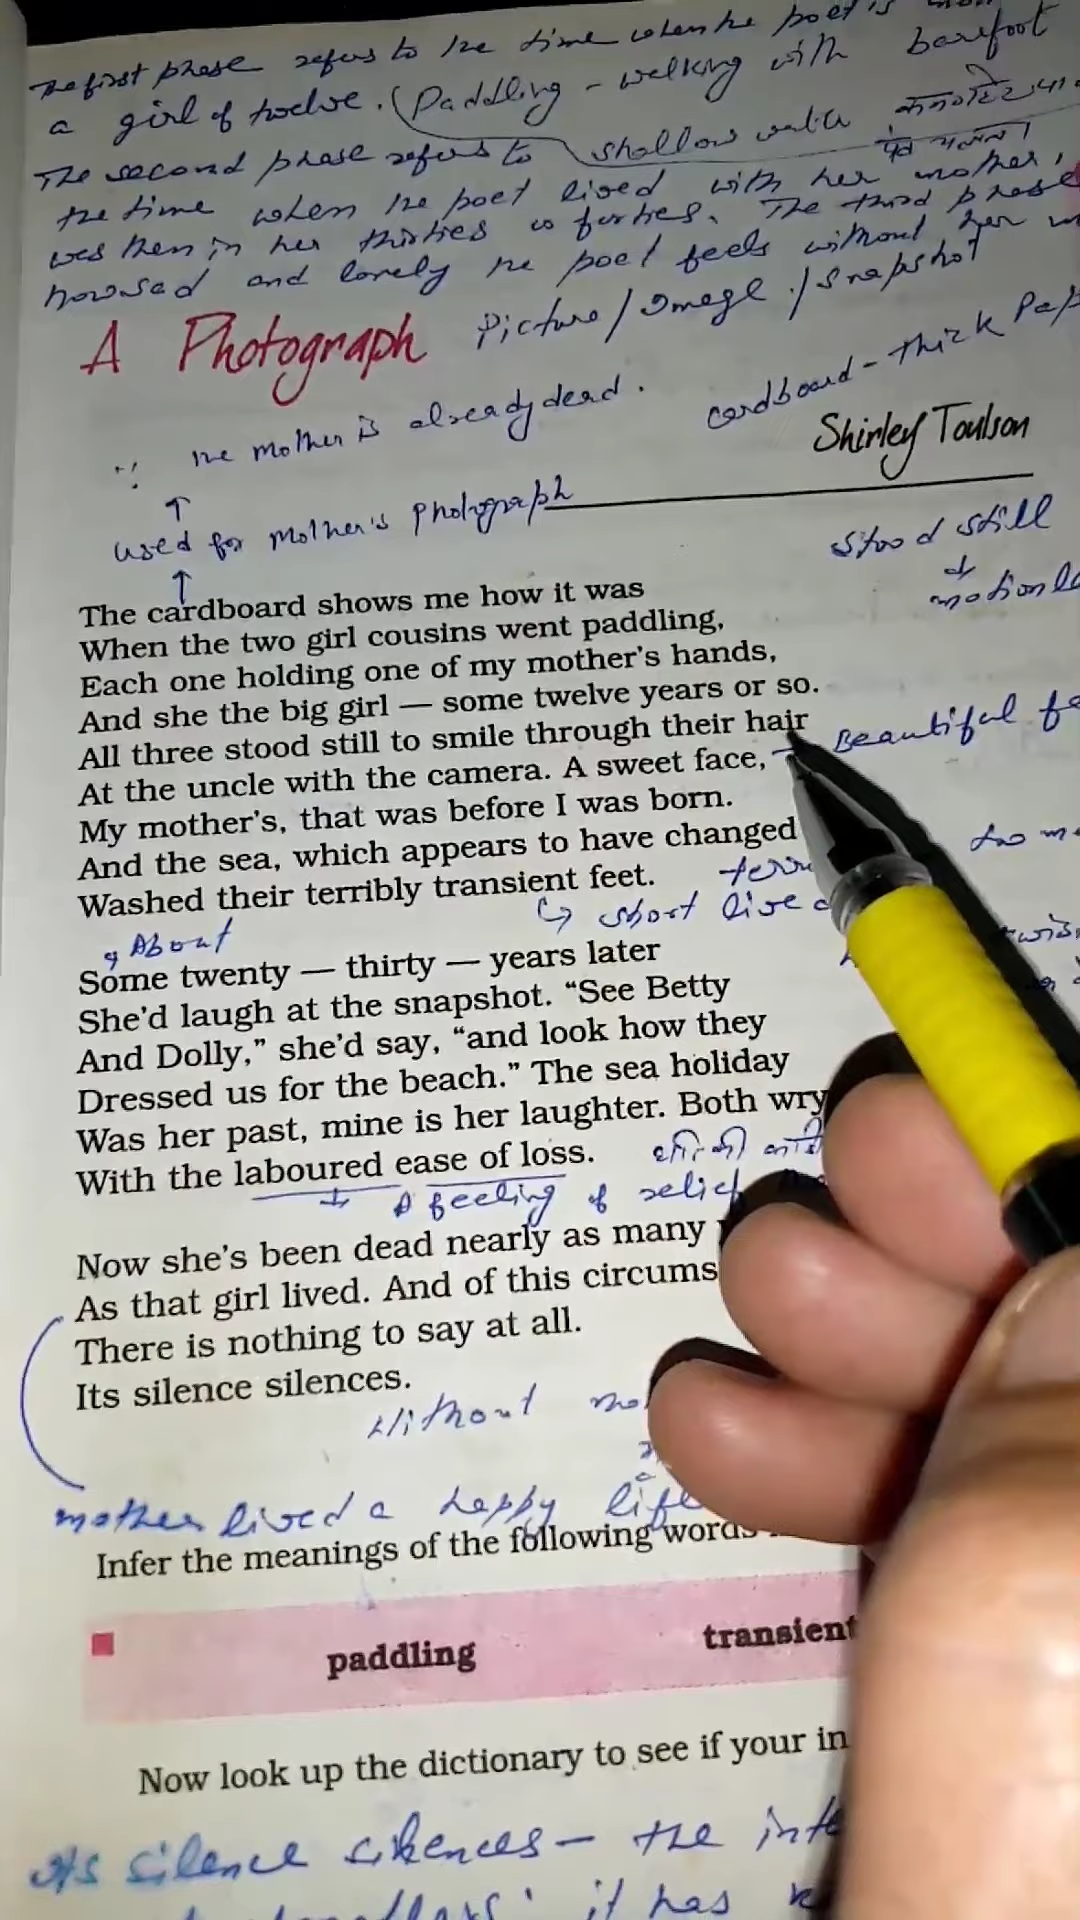 The first phase refers to the time when the poet is
a girl of twelve. (Paddling - walking with barefoot
shallow water
The second phase refers to
the time when the poet lived with her mother,
was then in her thirties or forties. The third phase
and lonely the poet feels without her
A Photograph Picture / Image / Snapshot
cardboard - thick
∵ the mother is already dead.
Shirley Toulson
↑
used for mother's photograph
Stood still
↑
The cardboard shows me how it was
When the two girl cousins went paddling,
Each one holding one of my mother's hands,
And she the big girl — some twelve years or so.
All three stood still to smile through their hair
Beautiful
At the uncle with the camera. A sweet face,
My mother's, that was before I was born.
And the sea, which appears to have changed
Washed their terribly transient feet.
short lived
About
Some twenty — thirty — years later
She'd laugh at the snapshot. “See Betty
And Dolly,” she'd say, “and look how they
Dressed us for the beach.” The sea holiday
Was her past, mine is her laughter. Both wry
With the laboured ease of loss.
A feeling of relief
Now she's been dead nearly as many
As that girl lived. And of this circums
There is nothing to say at all.
Its silence silences.
Without
mother lived a happy life
Infer the meanings of the following words
paddling transient
Now look up the dictionary to see if your in
Its silence silences - the
it has